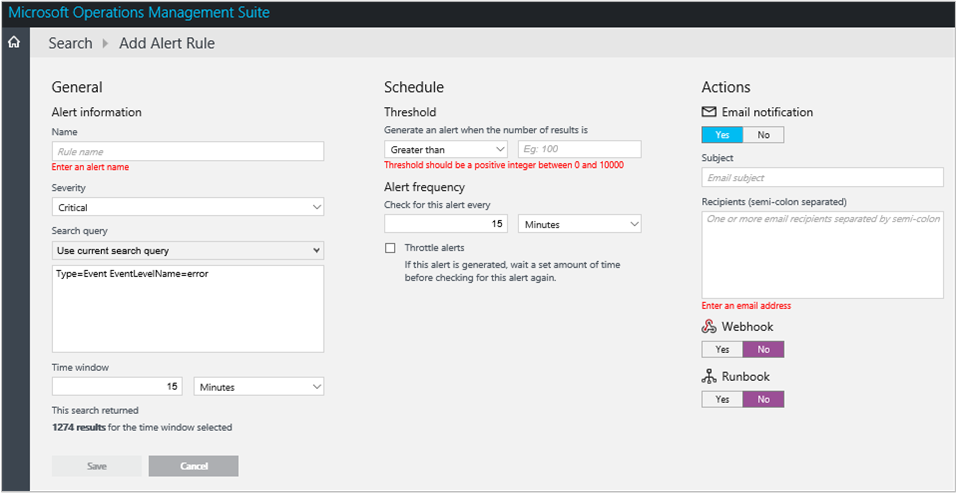 Microsoft Operations Management Suite
Search Add Alert Rule
General
Alert information
Name
Rule name
Enter an alert name
Severity
Critical
Search query
Use current search query
Type=Event EventLevelName=error
Time window
15 Minutes
This search returned
1274 results for the time window selected
Save Cancel
Schedule
Threshold
Generate an alert when the number of results is
Greater than Eg: 100
Threshold should be a positive integer between 0 and 10000
Alert frequency
Check for this alert every
15 Minutes
Throttle alerts
If this alert is generated, wait a set amount of time
before checking for this alert again.
Actions
Email notification
Yes No
Subject
Email subject
Recipients (semi-colon separated)
One or more email recipients separated by semi-colon
Enter an email address
Webhook
Yes No
Runbook
Yes No